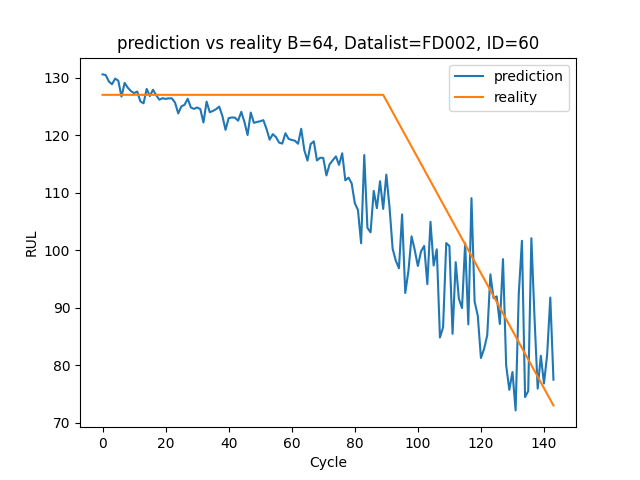 prediction vs reality B=64, Datalist=FD002, ID=60
prediction
reality
130
120
110
100
90
80
70
RUL
0 20 40 60 80 100 120 140
Cycle